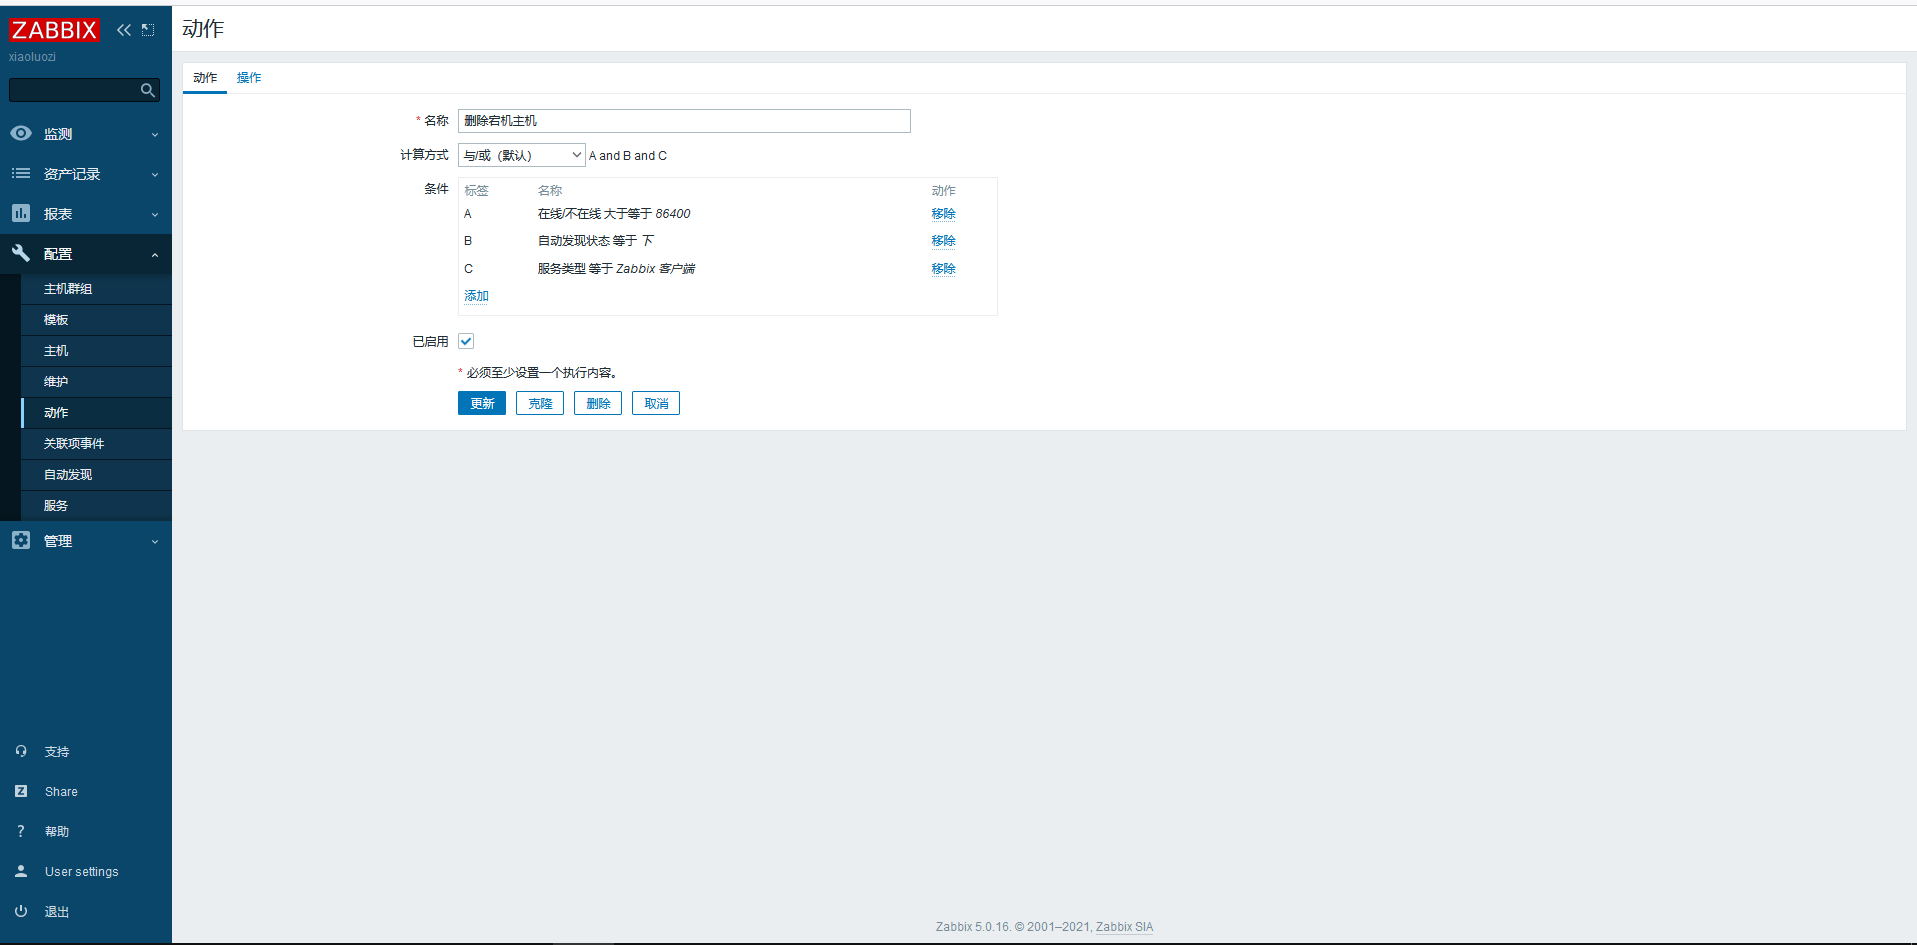 ZABBIX
xiaoluozi
监测
资产记录
报表
配置
主机群组
模板
主机
维护
动作
关联项事件
自动发现
服务
管理
支持
Share
帮助
User settings
退出
动作
动作 操作
* 名称 删除宕机主机
计算方式 与/或（默认） A and B and C
条件 标签 名称 动作
A 在线/不在线 大于等于 86400 移除
B 自动发现状态 等于 下 移除
C 服务类型 等于 Zabbix 客户端 移除
添加
已启用
* 必须至少设置一个执行内容。
更新 克隆 删除 取消
Zabbix 5.0.16. © 2001–2021, Zabbix SIA